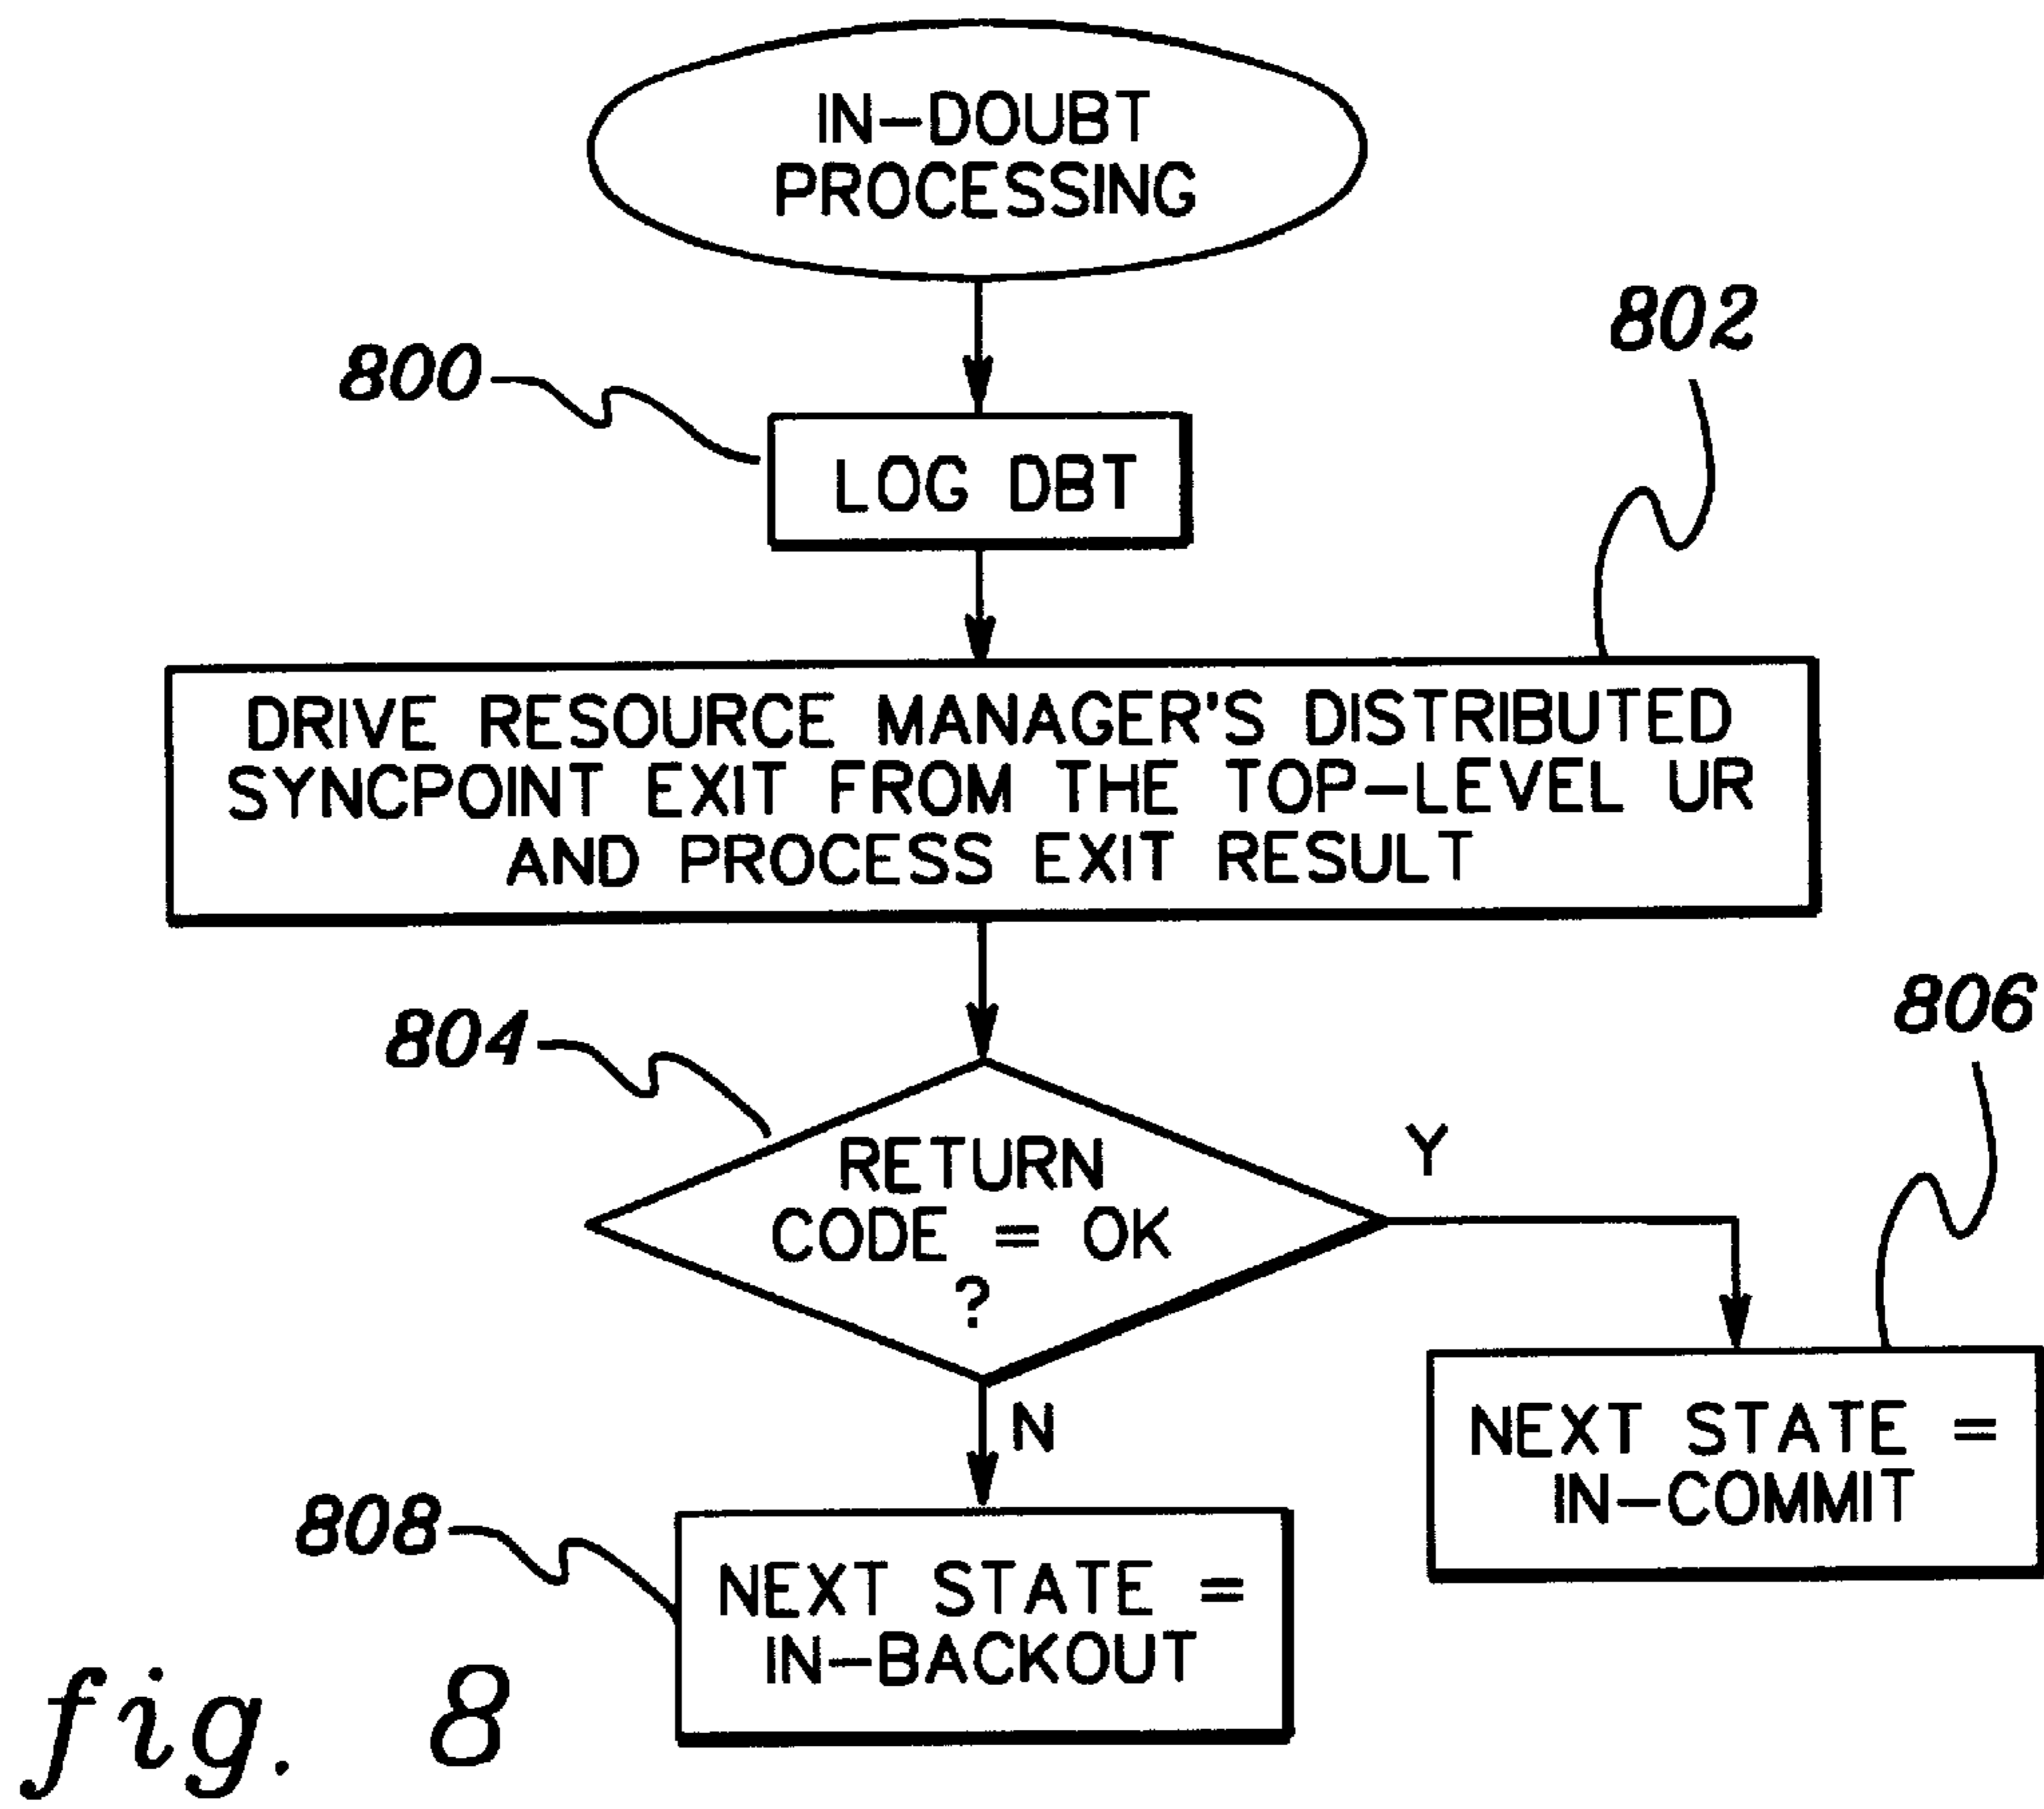 IN-DOUBT
PROCESSING
800
802
LOG DBT
DRIVE RESOURCE MANAGER'S DISTRIBUTED
SYNCPOINT EXIT FROM THE TOP-LEVEL UR
AND PROCESS EXIT RESULT
804
806
RETURN
CODE = OK
?
Y
N
NEXT STATE =
IN-COMMIT
808
NEXT STATE =
IN-BACKOUT
fig. 8